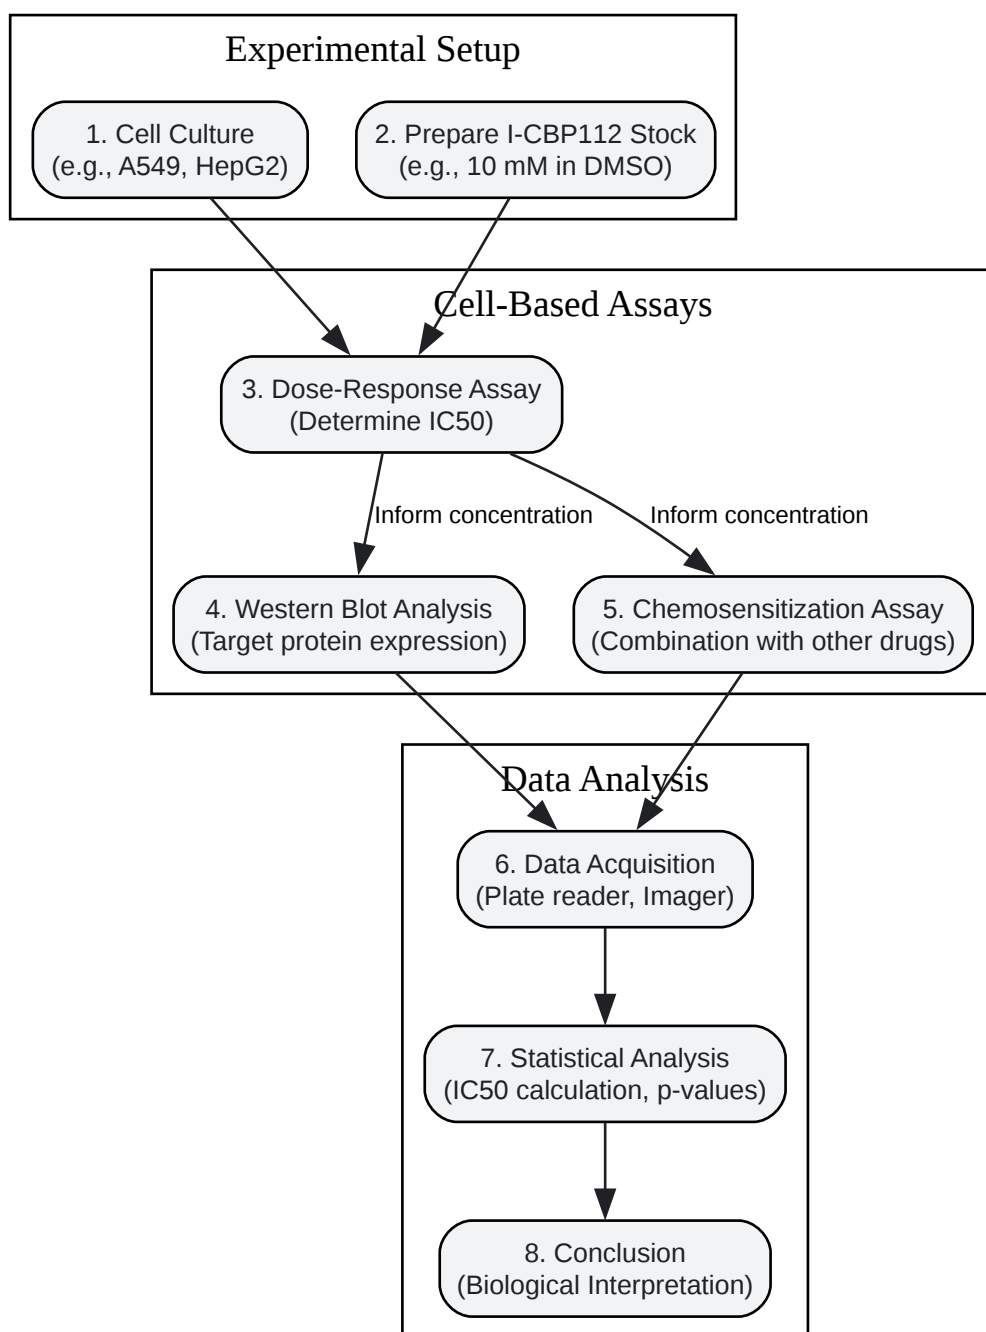 Experimental Setup
1. Cell Culture
(e.g., A549, HepG2)
2. Prepare I-CBP112 Stock
(e.g., 10 mM in DMSO)
Cell-Based Assays
3. Dose-Response Assay
(Determine IC50)
Inform concentration
Inform concentration
4. Western Blot Analysis
(Target protein expression)
5. Chemosensitization Assay
(Combination with other drugs)
Data Analysis
6. Data Acquisition
(Plate reader, Imager)
7. Statistical Analysis
(IC50 calculation, p-values)
8. Conclusion
(Biological Interpretation)